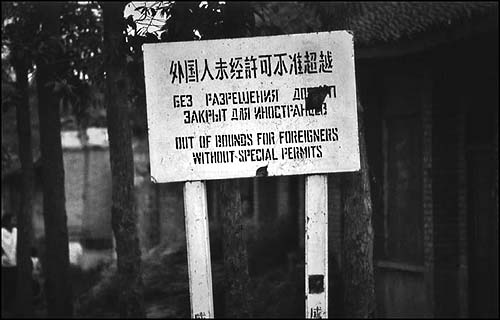 外国人未经許可不准超越
БЕЗ РАЗРЕШЕНИЯ
ЗАКРЫТ ДЛЯ ИНОСТРАНЦЕВ
OUT OF BOUNDS FOR FOREIGNERS
WITHOUT SPECIAL PERMITS